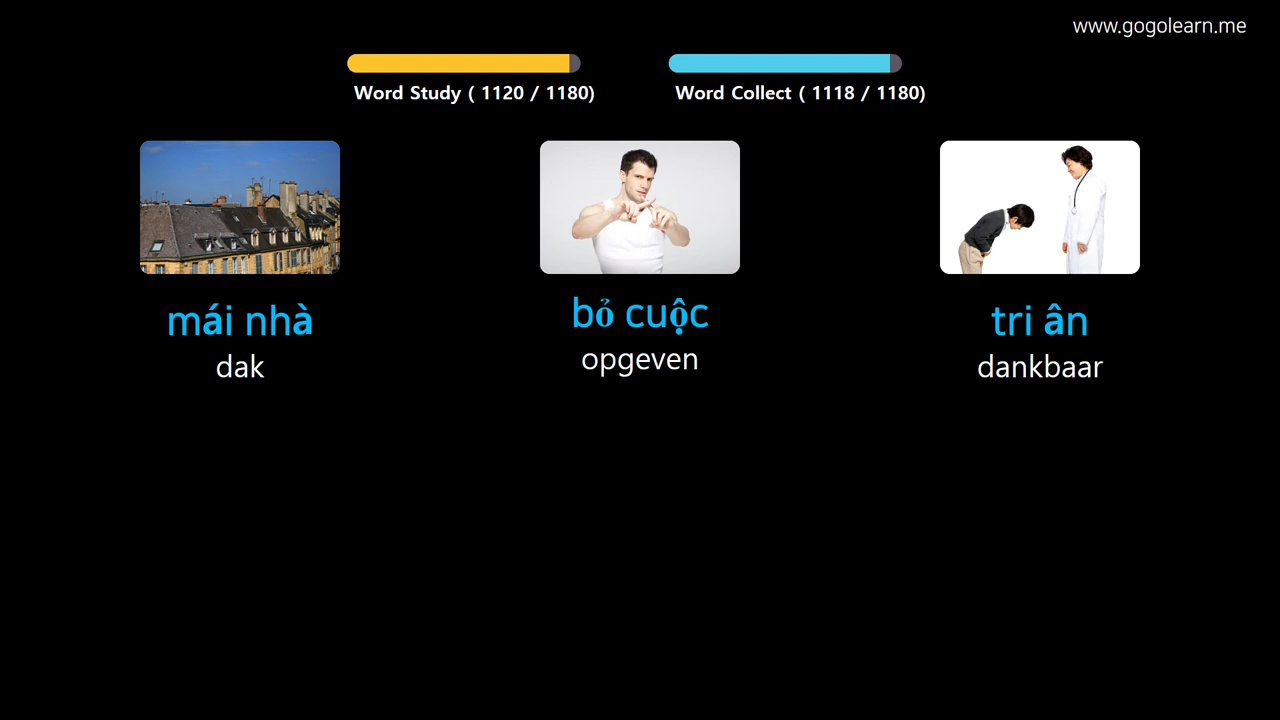 www.gogolearn.me
Word Study ( 1120 / 1180)
Word Collect ( 1118 / 1180)
mái nhà
dak
bỏ cuộc
opgeven
tri ân
dankbaar